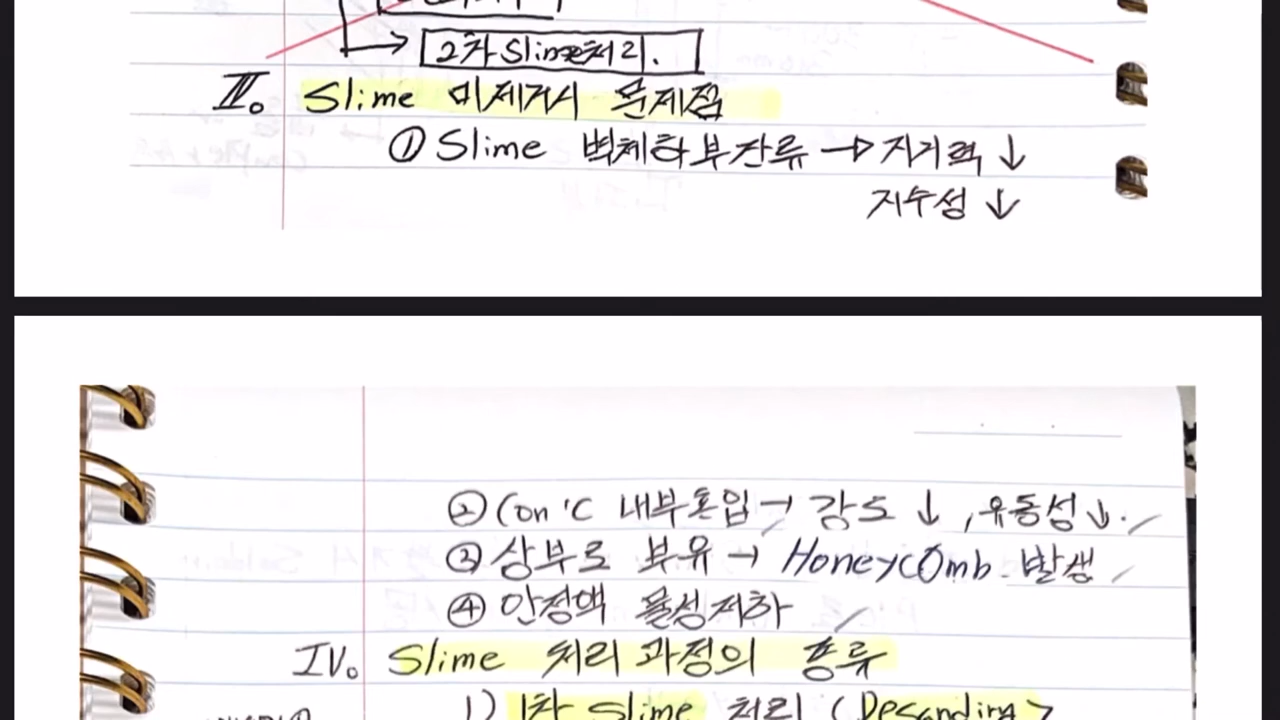 2차 Slime처리.
Ⅲ. Slime 미제거시 문제점
① Slime 벽체하부잔류 → 지지력 ↓
지수성 ↓
② Con'c 내부혼입 → 강도 ↓, 유동성 ↓.
③ 상부로 부유 → Honeycomb 발생
④ 안정액 물성저하
Ⅳ. Slime 처리 과정의 종류
1) 1차 Slime 처리 (Desanding)